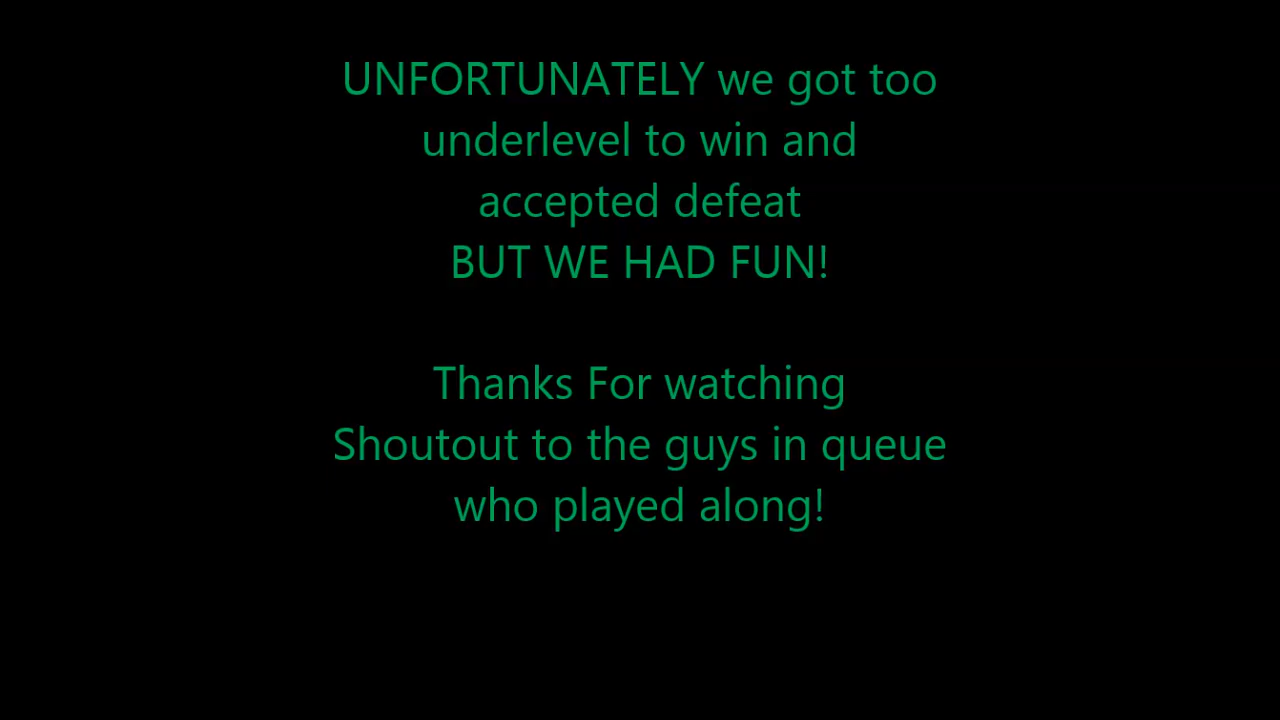 UNFORTUNATELY we got too
underlevel to win and
accepted defeat
BUT WE HAD FUN!
Thanks For watching
Shoutout to the guys in queue
who played along!